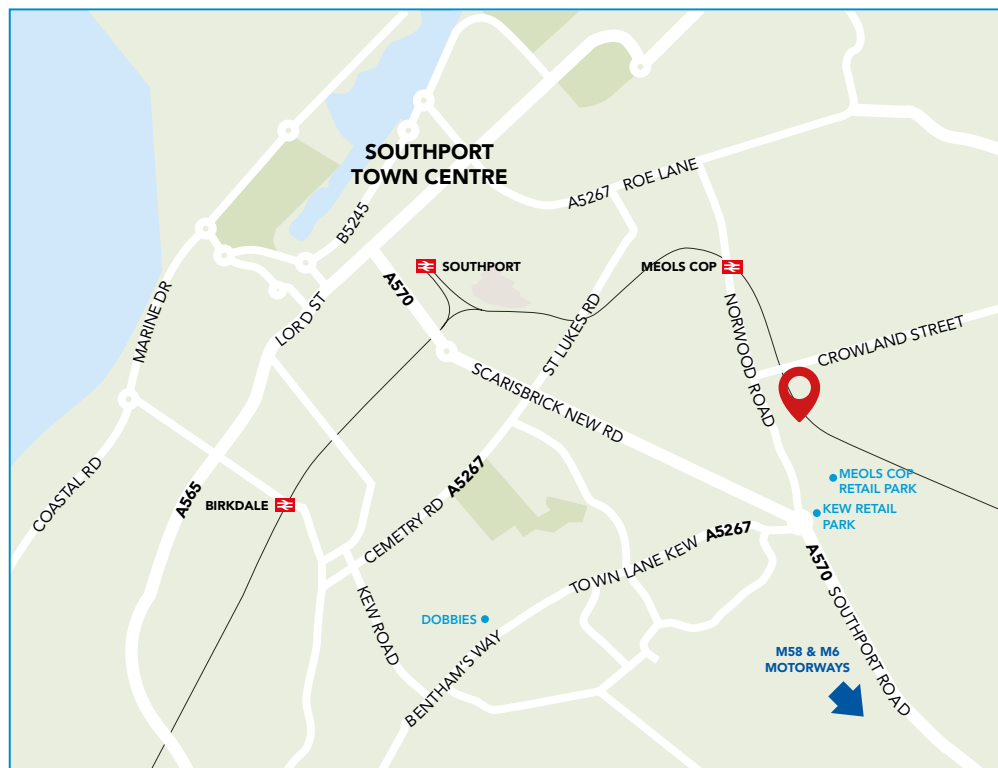 SOUTHPORT
TOWN CENTRE
A5267 ROE LANE
B5245
SOUTHPORT
MEOLS COP
A570
MARINE DR
LORD ST
ST LUKES RD
NORWOOD ROAD
CROWLAND STREET
SCARISBRICK NEW RD
COASTAL RD
A565
BIRKDALE
CEMETRY RD A5267
MEOLS COP
RETAIL PARK
KEW RETAIL
PARK
TOWN LANE KEW A5267
A570 SOUTHPORT ROAD
KEW ROAD
DOBBIES
BENTHAM'S WAY
M58 & M6
MOTORWAYS